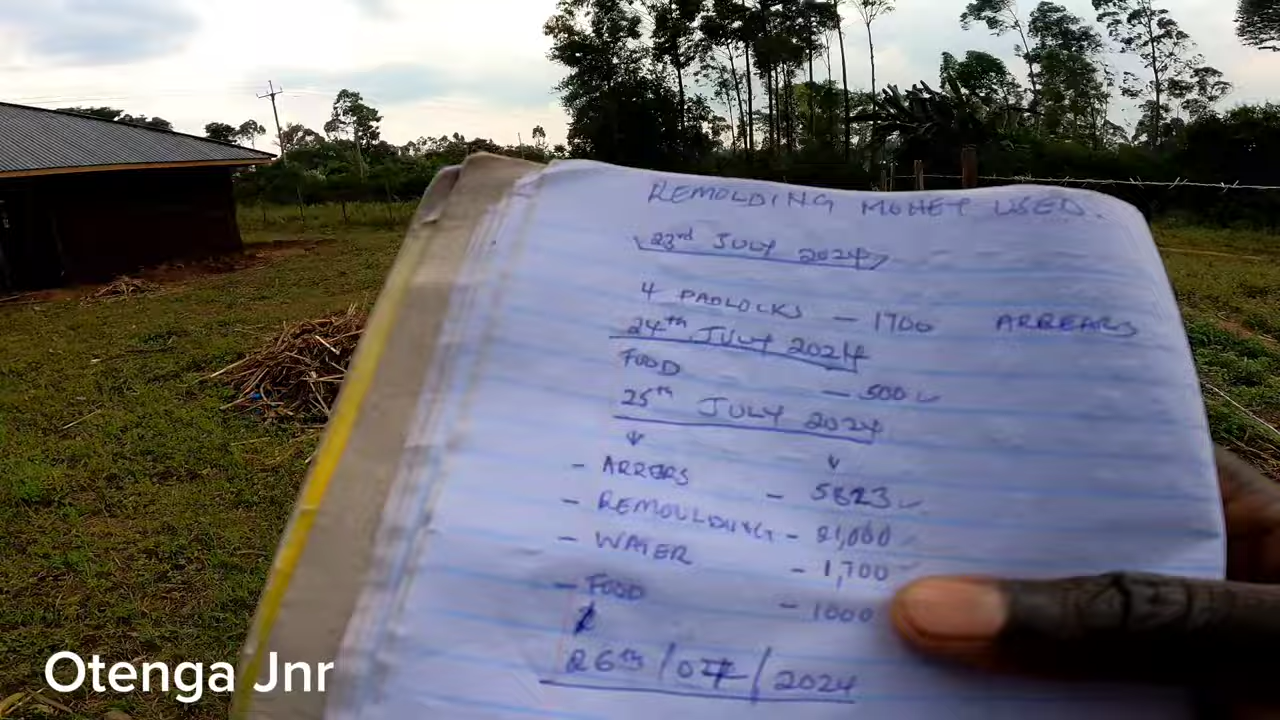 REMOLDING MONEY USED.
23rd JULY 2024
4 PADLOCKS - 1700 ARREARS
24th JULY 2024
FOOD - 500
25th JULY 2024
- ARRERS - 5823
- REMOULDING - 21,000
- WATER - 1,700
- FOOD - 1000
26th/07/2024
Otenga Jnr